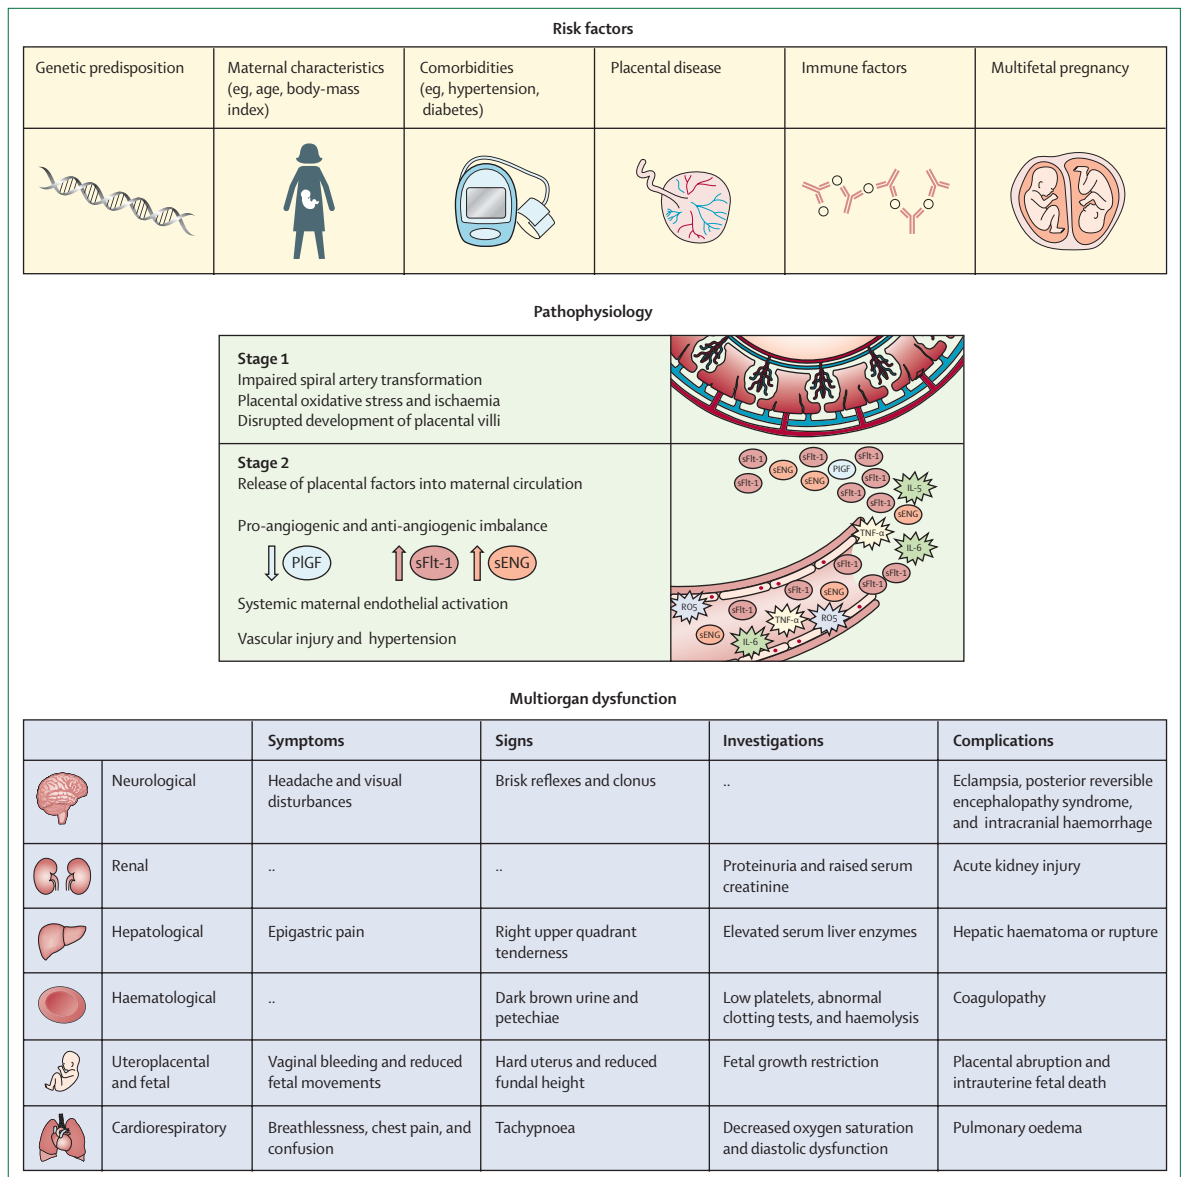 Risk factors
Genetic predisposition
Maternal characteristics
(eg, age, body-mass
index)
Comorbidities
(eg, hypertension,
diabetes)
Placental disease
Immune factors
Multifetal pregnancy
Pathophysiology
Stage 1
Impaired spiral artery transformation
Placental oxidative stress and ischaemia
Disrupted development of placental villi
Stage 2
Release of placental factors into maternal circulation
Pro-angiogenic and anti-angiogenic imbalance
PlGF
sFlt-1
sENG
Systemic maternal endothelial activation
Vascular injury and hypertension
sFlt-1
sFlt-1
sFlt-1
sENG
PlGF
sFlt-1
sENG
sFlt-1
sFlt-1
IL-5
sFlt-1
sENG
TNF-α
IL-6
sFlt-1
sFlt-1
sFlt-1
sFlt-1
sENG
RO5
sFlt-1
TNF-α
RO5
sENG
IL-6
Multiorgan dysfunction
Symptoms
Signs
Investigations
Complications
Neurological
Headache and visual
disturbances
Brisk reflexes and clonus
..
Eclampsia, posterior reversible
encephalopathy syndrome,
and intracranial haemorrhage
Renal
..
..
Proteinuria and raised serum
creatinine
Acute kidney injury
Hepatological
Epigastric pain
Right upper quadrant
tenderness
Elevated serum liver enzymes
Hepatic haematoma or rupture
Haematological
..
Dark brown urine and
petechiae
Low platelets, abnormal
clotting tests, and haemolysis
Coagulopathy
Uteroplacental
and fetal
Vaginal bleeding and reduced
fetal movements
Hard uterus and reduced
fundal height
Fetal growth restriction
Placental abruption and
intrauterine fetal death
Cardiorespiratory
Breathlessness, chest pain, and
confusion
Tachypnoea
Decreased oxygen saturation
and diastolic dysfunction
Pulmonary oedema